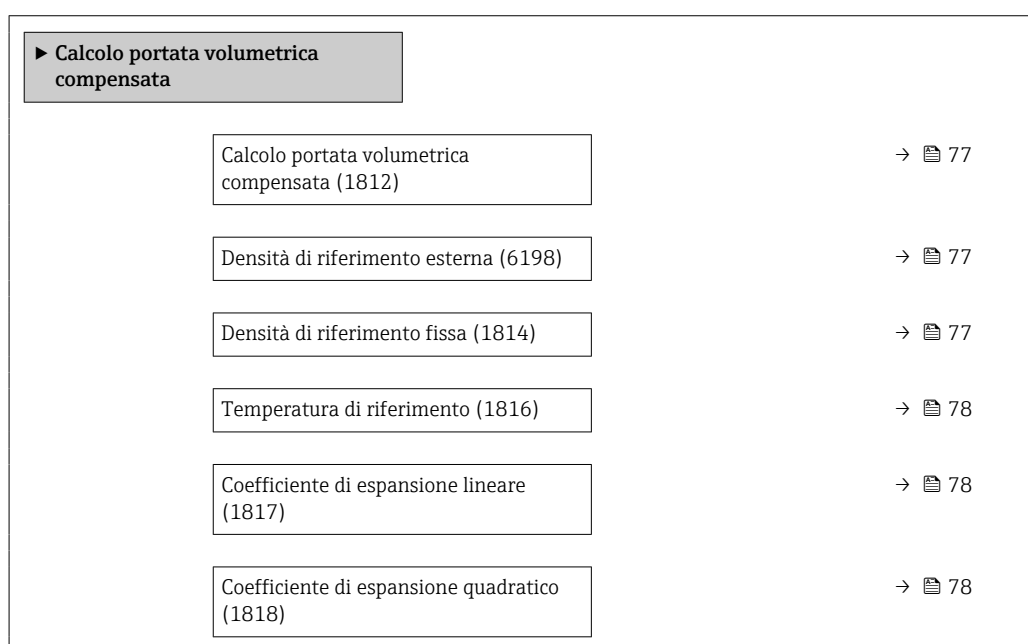 ▶ Calcolo portata volumetrica
compensata
Calcolo portata volumetrica → 🖹 77
compensata (1812)
Densità di riferimento esterna (6198) → 🖹 77
Densità di riferimento fissa (1814) → 🖹 77
Temperatura di riferimento (1816) → 🖹 78
Coefficiente di espansione lineare → 🖹 78
(1817)
Coefficiente di espansione quadratico → 🖹 78
(1818)